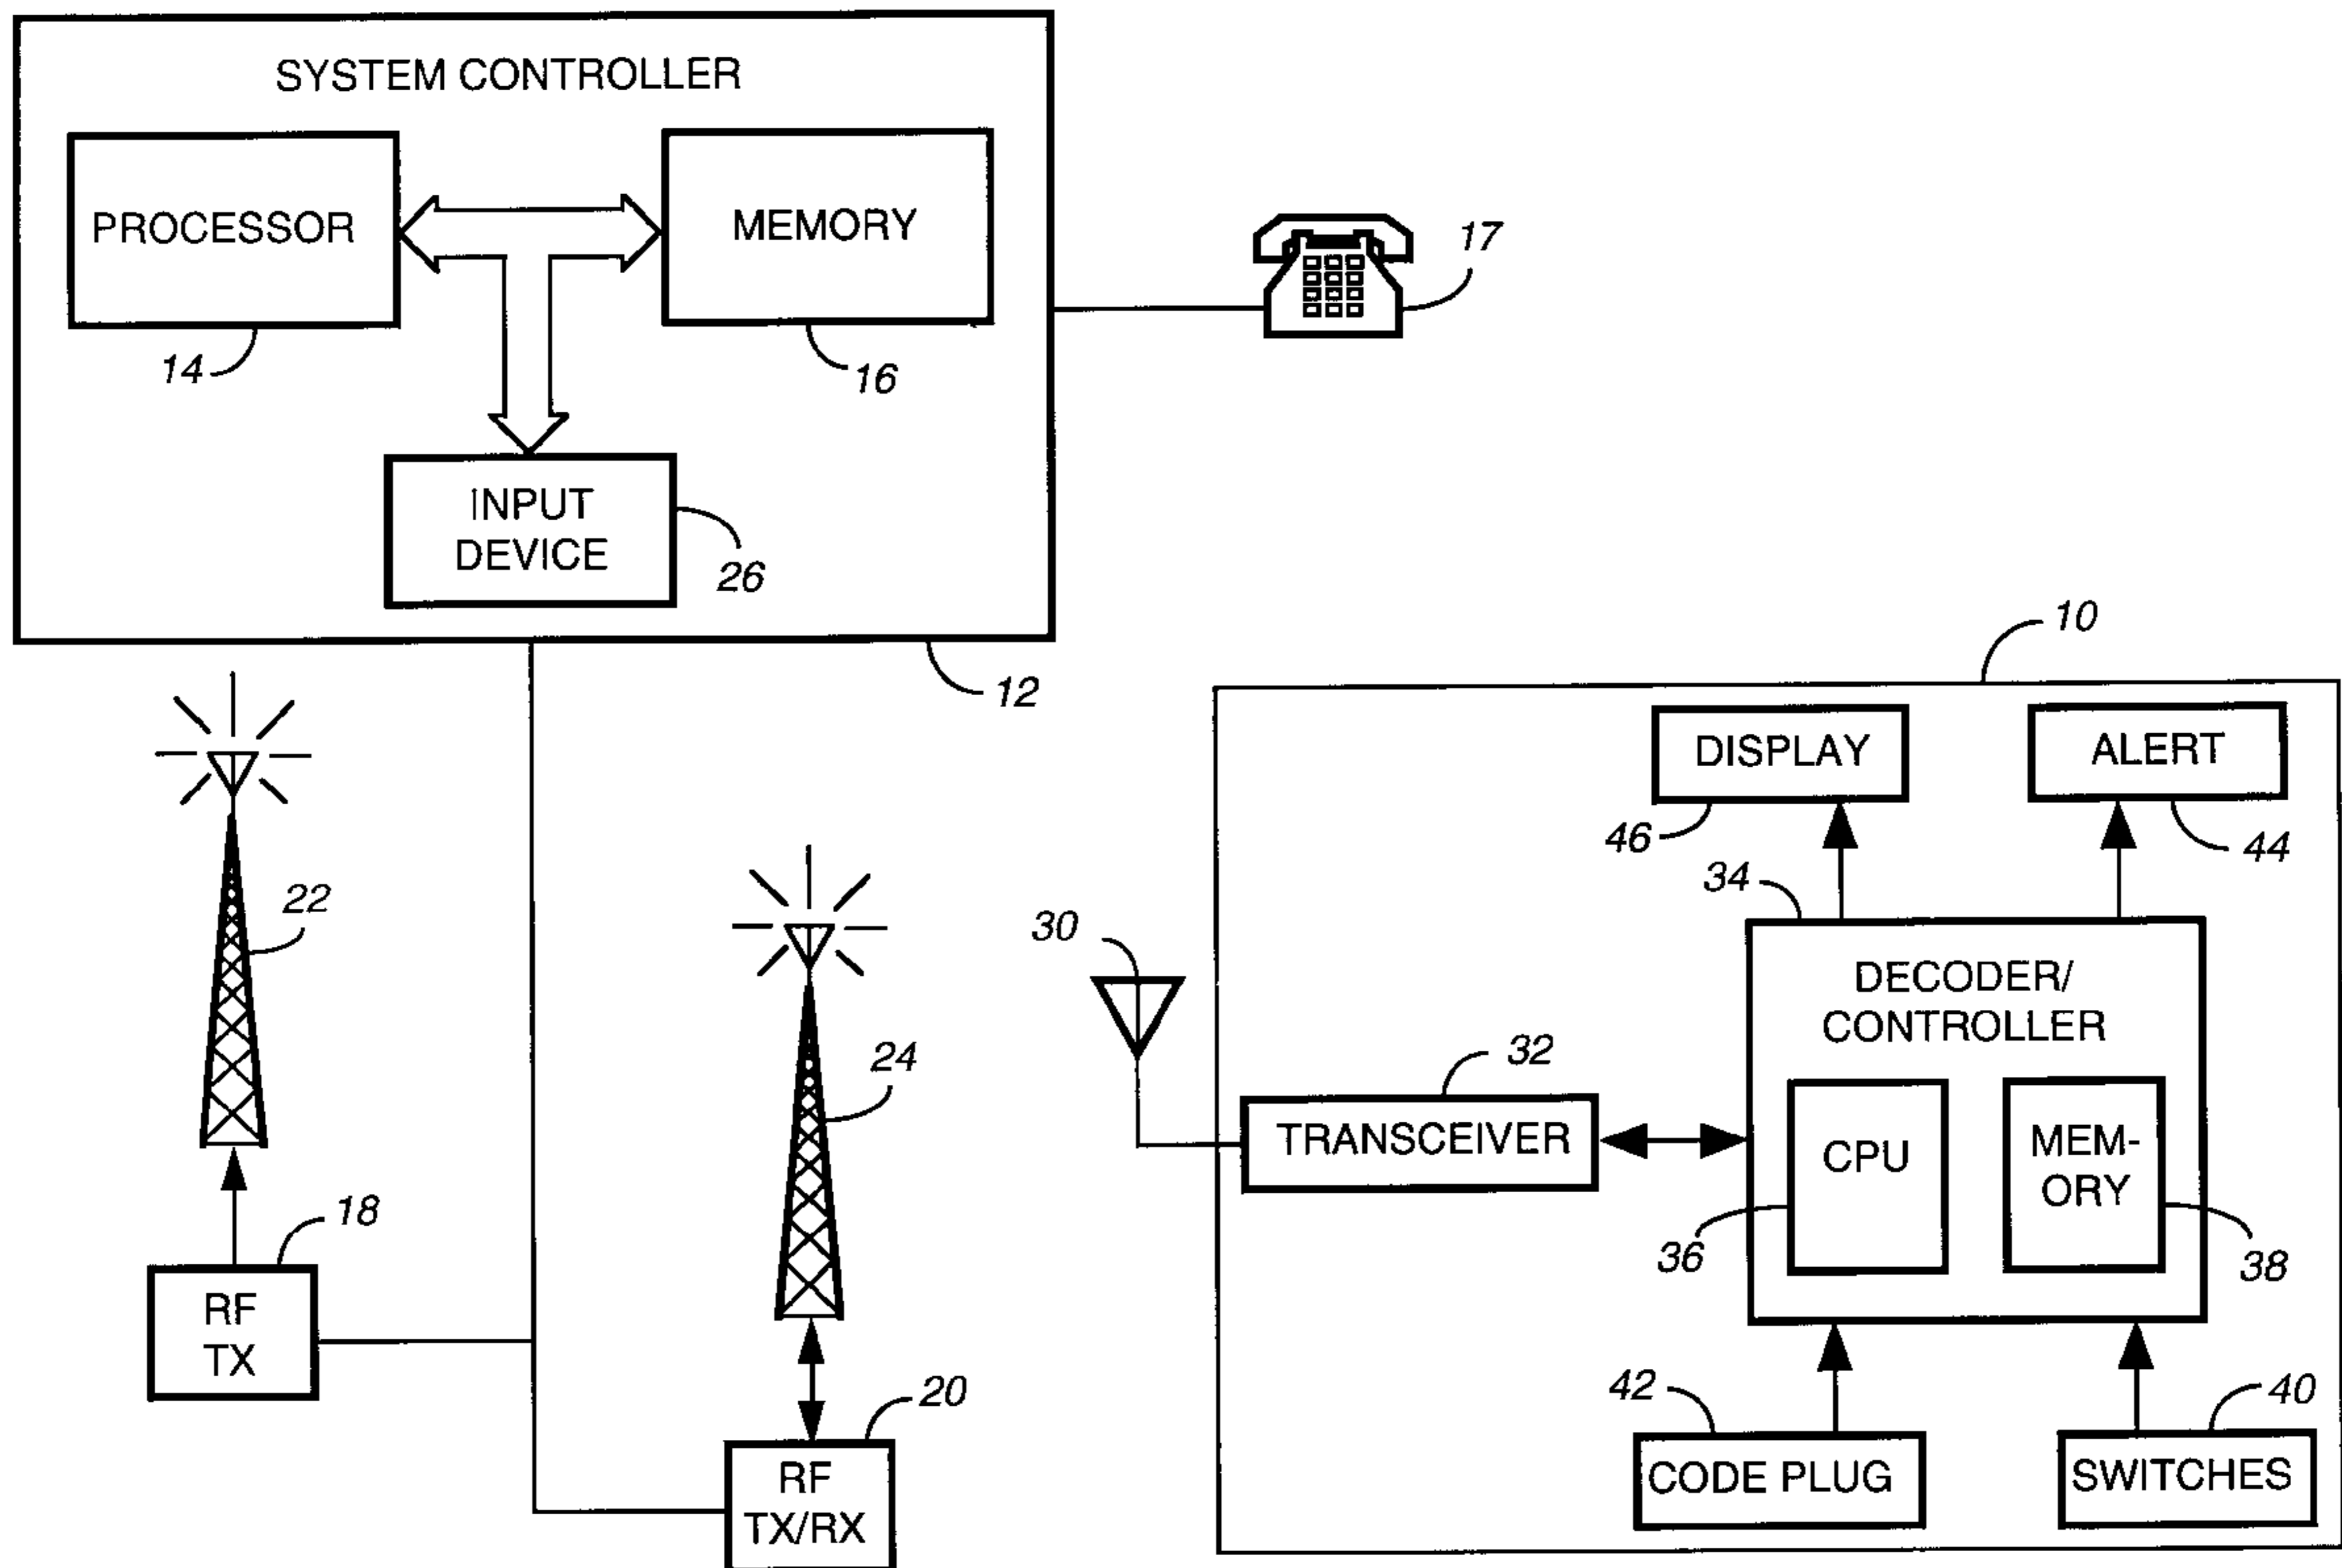 SYSTEM CONTROLLER
PROCESSOR
MEMORY
17
14
16
INPUT
DEVICE
26
10
12
DISPLAY
ALERT
46
44
34
22
30
DECODER/
CONTROLLER
24
32
TRANSCEIVER
CPU
MEM-
ORY
18
36
38
RF
TX
42
40
20
CODE PLUG
SWITCHES
RF
TX/RX